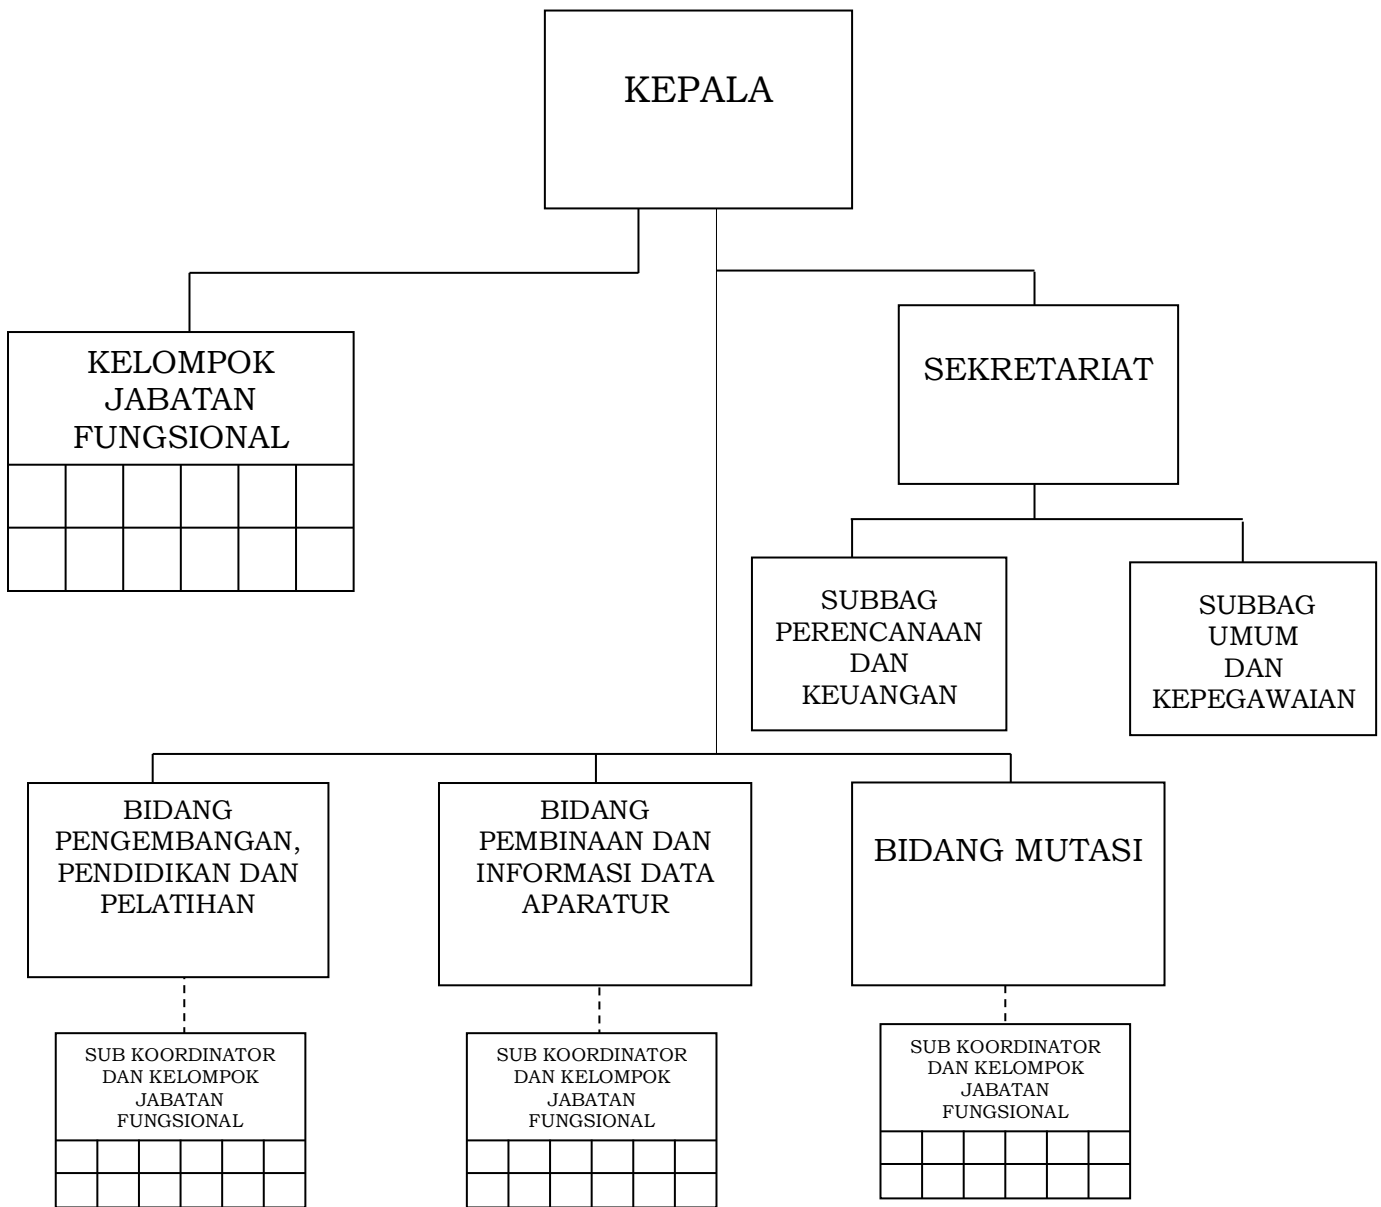 KEPALA
KELOMPOK
JABATAN
FUNGSIONAL
SEKRETARIAT
SUBBAG
PERENCANAAN
DAN
KEUANGAN
SUBBAG
UMUM
DAN
KEPEGAWAIAN
BIDANG
PENGEMBANGAN,
PENDIDIKAN DAN
PELATIHAN
BIDANG
PEMBINAAN DAN
INFORMASI DATA
APARATUR
BIDANG MUTASI
SUB KOORDINATOR
DAN KELOMPOK
JABATAN
FUNGSIONAL
SUB KOORDINATOR
DAN KELOMPOK
JABATAN
FUNGSIONAL
SUB KOORDINATOR
DAN KELOMPOK
JABATAN
FUNGSIONAL